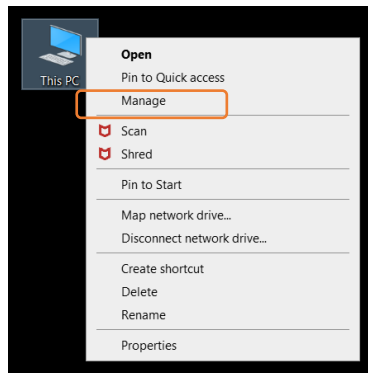 This PC
Open
Pin to Quick access
Manage
Scan
Shred
Pin to Start
Map network drive...
Disconnect network drive...
Create shortcut
Delete
Rename
Properties